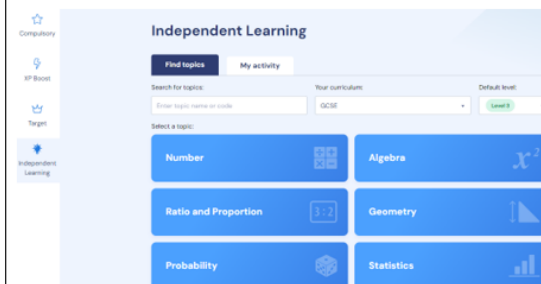 Compulsory
XP Boost
Target
Independent
Learning
Independent Learning
Find topics
My activity
Search for topics:
Your curriculum:
Default level:
Enter topic name or code
GCSE
Level 8
Select a topic:
Number
Algebra
x²
Ratio and Proportion
3:2
Geometry
Probability
Statistics